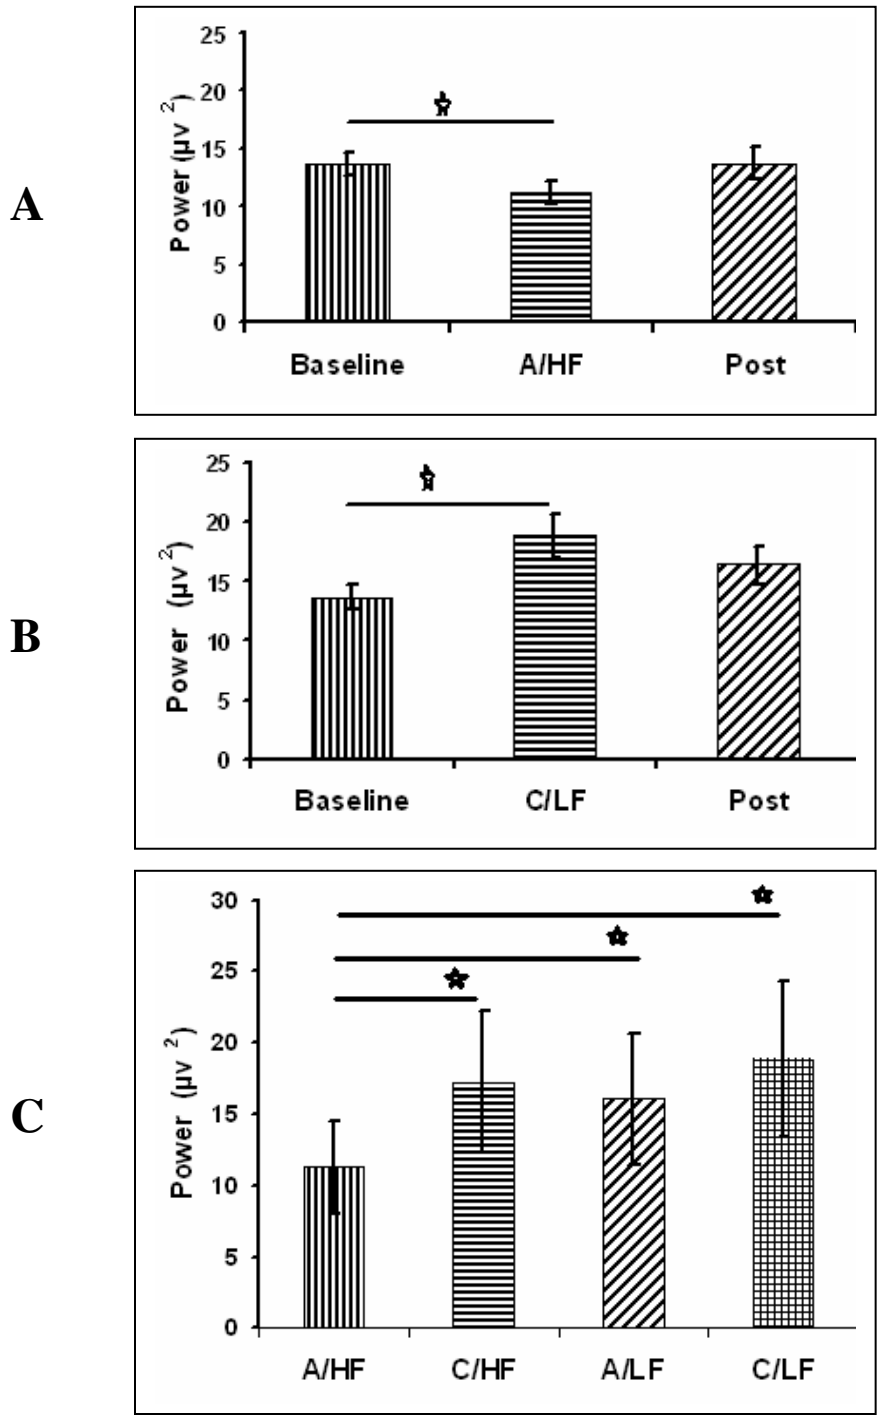 A
25
20
15
10
5
0
Power (µv ²)
Baseline A/HF Post
B
25
20
15
10
5
0
Power (µv ²)
Baseline C/LF Post
C
30
25
20
15
10
5
0
Power (µv ²)
A/HF C/HF A/LF C/LF